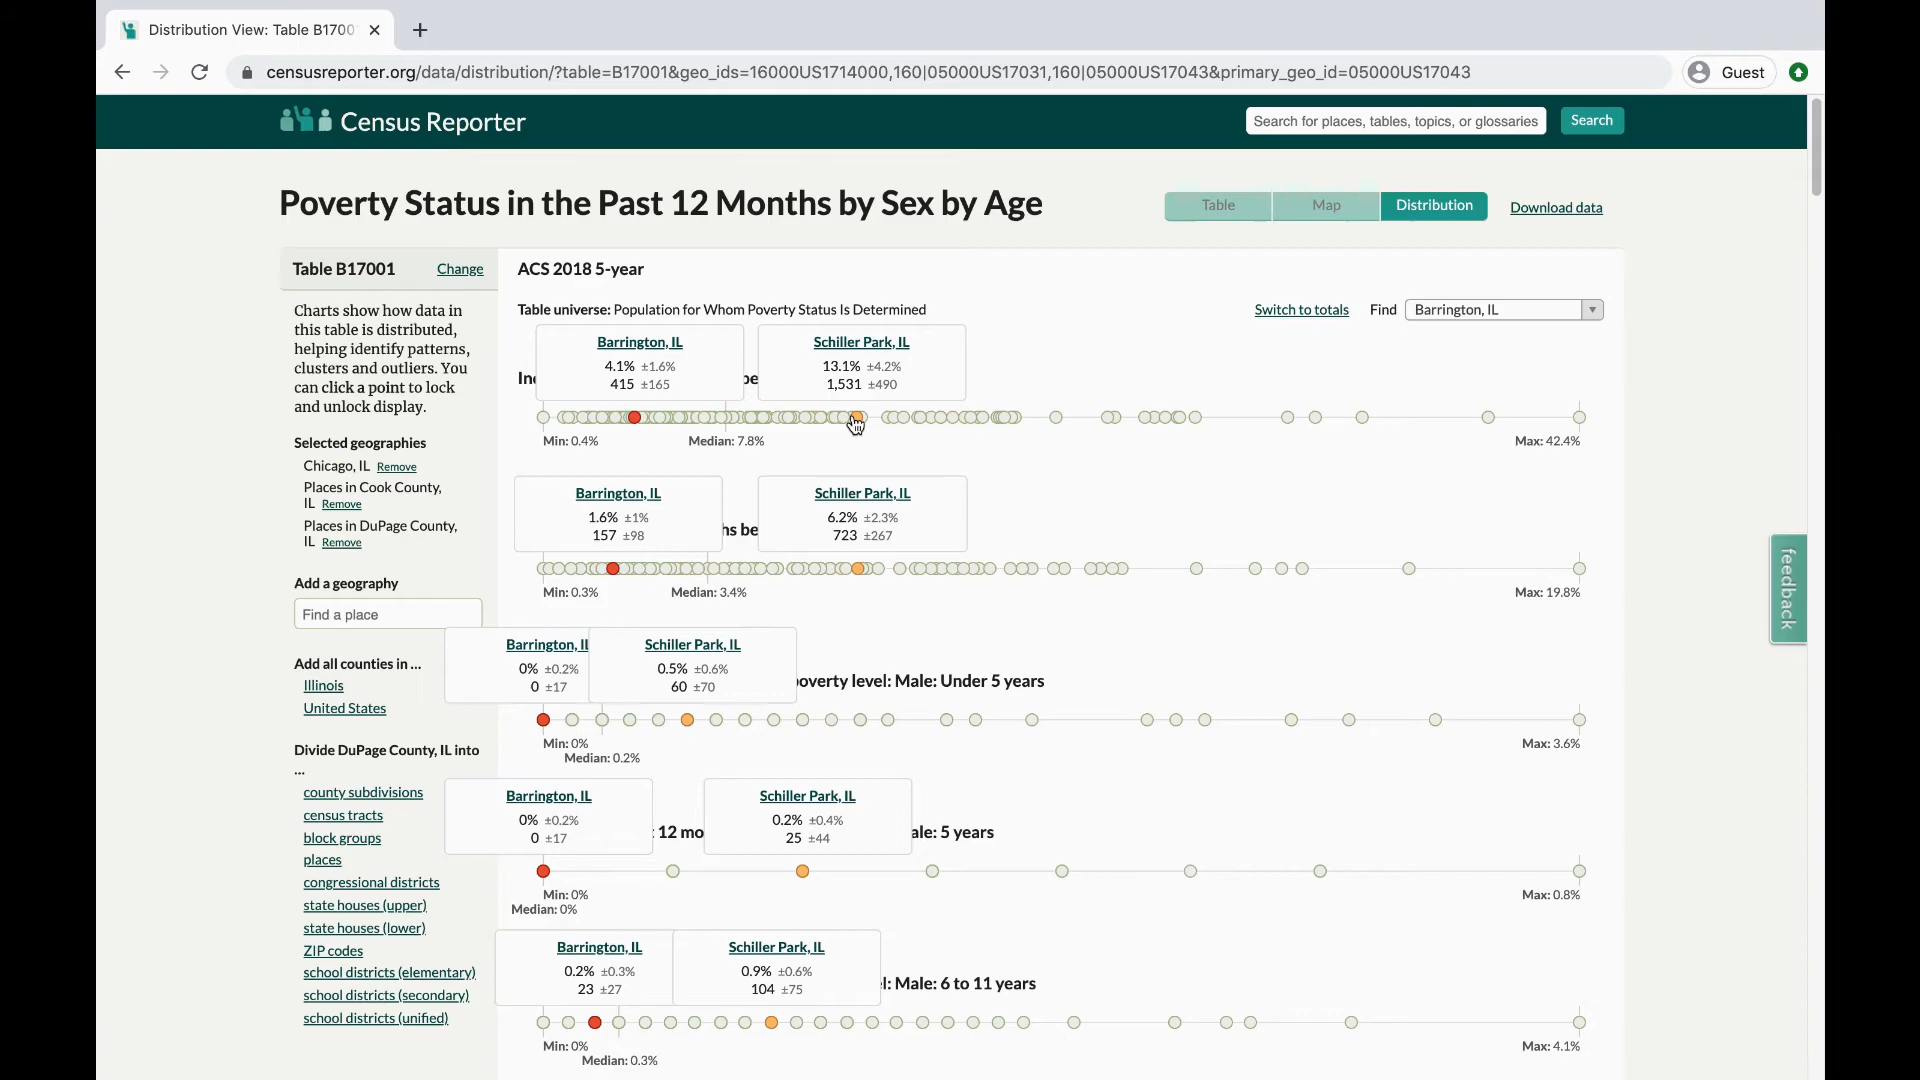 Distribution View: Table B1700
censusreporter.org/data/distribution/?table=B17001&geo_ids=16000US1714000,160|05000US17031,160|05000US17043&primary_geo_id=05000US17043
Guest
Census Reporter
Search for places, tables, topics, or glossaries
Search
Poverty Status in the Past 12 Months by Sex by Age
Table
Map
Distribution
Download data
Table B17001
Change
Charts show how data in
this table is distributed,
helping identify patterns,
clusters and outliers. You
can click a point to lock
and unlock display.
Selected geographies
Chicago, IL Remove
Places in Cook County,
IL Remove
Places in DuPage County,
IL Remove
Add a geography
Find a place
Add all counties in ...
Illinois
United States
Divide DuPage County, IL into
...
county subdivisions
census tracts
block groups
places
congressional districts
state houses (upper)
state houses (lower)
ZIP codes
school districts (elementary)
school districts (secondary)
school districts (unified)
ACS 2018 5-year
Table universe: Population for Whom Poverty Status Is Determined
Switch to totals
Find
Barrington, IL
Barrington, IL
4.1% ±1.6%
415 ±165
Schiller Park, IL
13.1% ±4.2%
1,531 ±490
Min: 0.4%
Median: 7.8%
Max: 42.4%
Barrington, IL
1.6% ±1%
157 ±98
Schiller Park, IL
6.2% ±2.3%
723 ±267
hs be
Min: 0.3%
Median: 3.4%
Max: 19.8%
Barrington, IL
0% ±0.2%
0 ±17
Schiller Park, IL
0.5% ±0.6%
60 ±70
poverty level: Male: Under 5 years
Min: 0%
Median: 0.2%
Max: 3.6%
Barrington, IL
0% ±0.2%
0 ±17
12 mo
Schiller Park, IL
0.2% ±0.4%
25 ±44
ale: 5 years
Min: 0%
Median: 0%
Max: 0.8%
Barrington, IL
0.2% ±0.3%
23 ±27
Schiller Park, IL
0.9% ±0.6%
104 ±75
l: Male: 6 to 11 years
Min: 0%
Median: 0.3%
Max: 4.1%
feedback